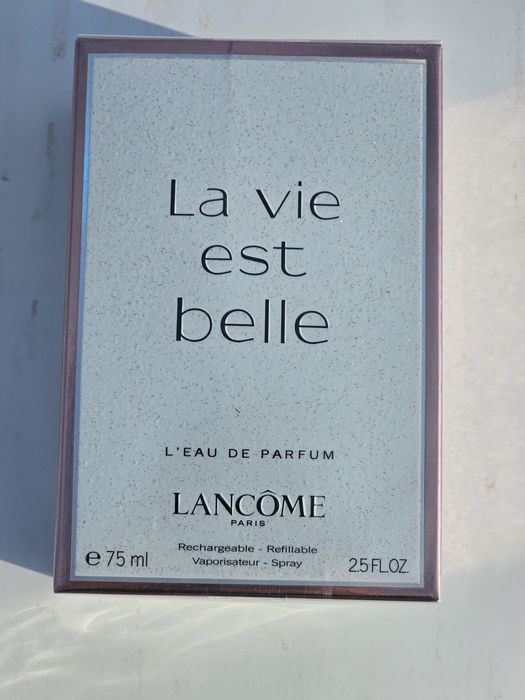 La vie
est
belle
L'EAU DE PARFUM
LANCÔME
PARIS
Rechargeable - Refillable
Vaporisateur - Spray
℮ 75 ml
2.5 FL.OZ.